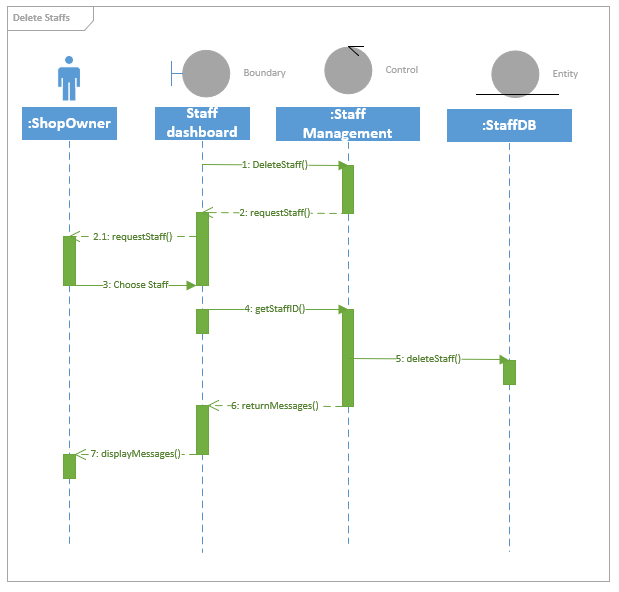 Delete Staffs
Boundary
Control
Entity
:ShopOwner
Staff
dashboard
:Staff
Management
:StaffDB
1: DeleteStaff()
2: requestStaff()
2.1: requestStaff()
3: Choose Staff
4: getStaffID()
5: deleteStaff()
6: returnMessages()
7: displayMessages()